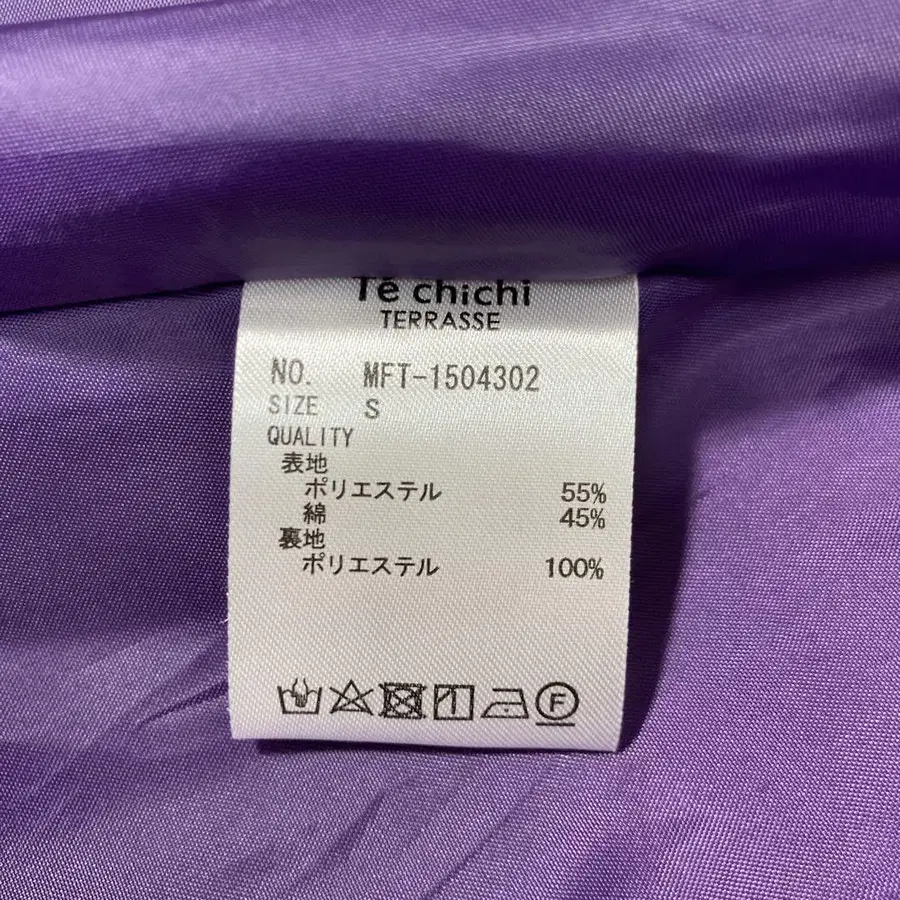 Té chichi
TERRASSE
NO. MFT-1504302
SIZE S
QUALITY
表地
ポリエステル 55%
綿 45%
裏地
ポリエステル 100%
F